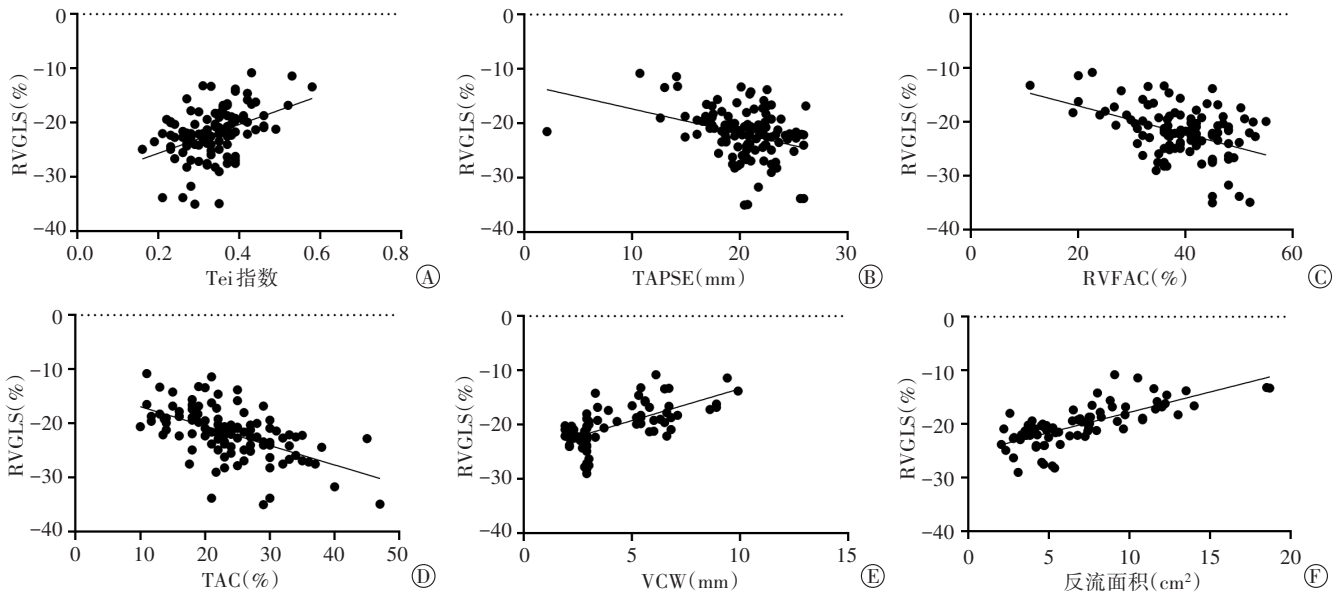 RVGLS(%)
0
-10
-20
-30
-40
0.0 0.2 0.4 0.6 0.8
Tei指数
Ⓐ
RVGLS(%)
0
-10
-20
-30
-40
0 10 20 30
TAPSE(mm)
Ⓑ
RVGLS(%)
0
-10
-20
-30
-40
0 20 40 60
RVFAC(%)
Ⓒ
RVGLS(%)
0
-10
-20
-30
-40
0 10 20 30 40 50
TAC(%)
Ⓓ
RVGLS(%)
0
-10
-20
-30
-40
0 5 10 15
VCW(mm)
Ⓔ
RVGLS(%)
0
-10
-20
-30
-40
0 5 10 15 20
反流面积(cm²)
Ⓕ